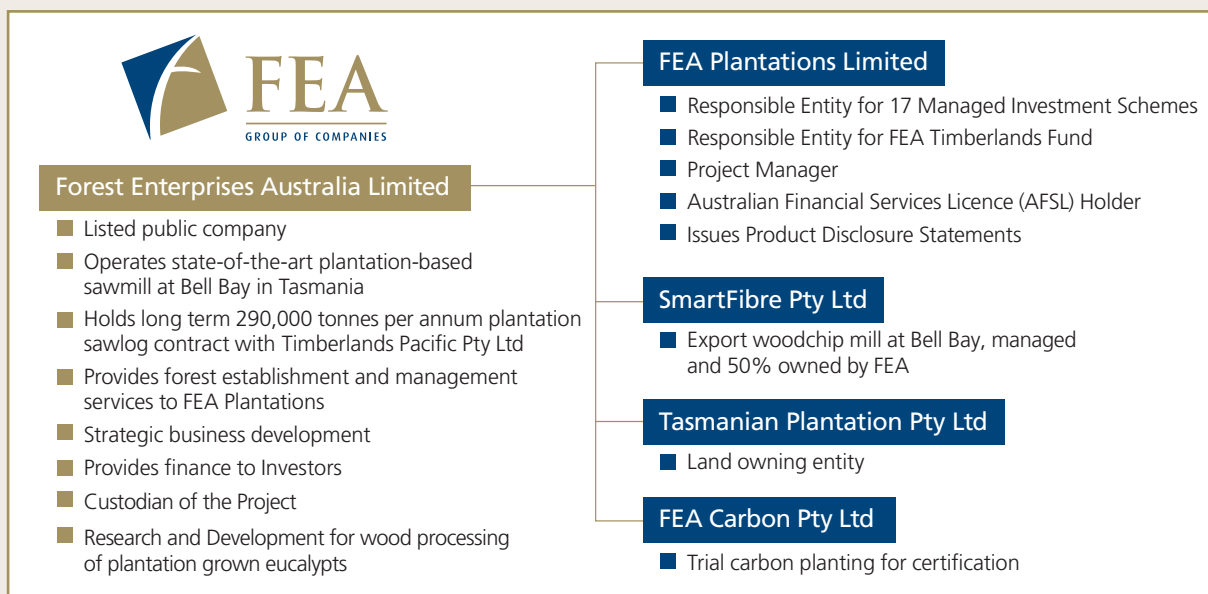 FEA
GROUP OF COMPANIES
Forest Enterprises Australia Limited
Listed public company
Operates state-of-the-art plantation-based
sawmill at Bell Bay in Tasmania
Holds long term 290,000 tonnes per annum plantation
sawlog contract with Timberlands Pacific Pty Ltd
Provides forest establishment and management
services to FEA Plantations
Strategic business development
Provides finance to Investors
Custodian of the Project
Research and Development for wood processing
of plantation grown eucalypts
FEA Plantations Limited
Responsible Entity for 17 Managed Investment Schemes
Responsible Entity for FEA Timberlands Fund
Project Manager
Australian Financial Services Licence (AFSL) Holder
Issues Product Disclosure Statements
SmartFibre Pty Ltd
Export woodchip mill at Bell Bay, managed
and 50% owned by FEA
Tasmanian Plantation Pty Ltd
Land owning entity
FEA Carbon Pty Ltd
Trial carbon planting for certification